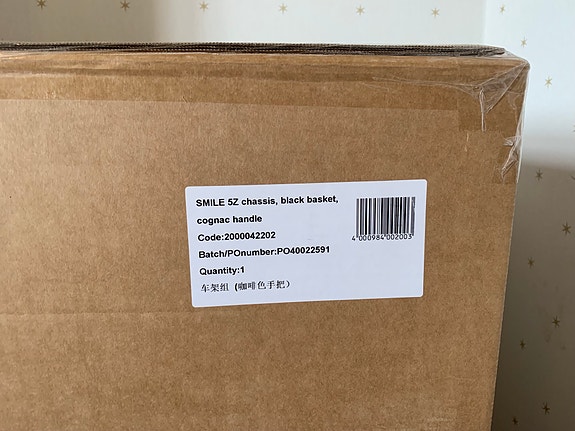 SMILE 5Z chassis, black basket,
cognac handle
Code:2000042202
Batch/POnumber:PO40022591
Quantity:1
车架组 (咖啡色手把)
4 000984 002003